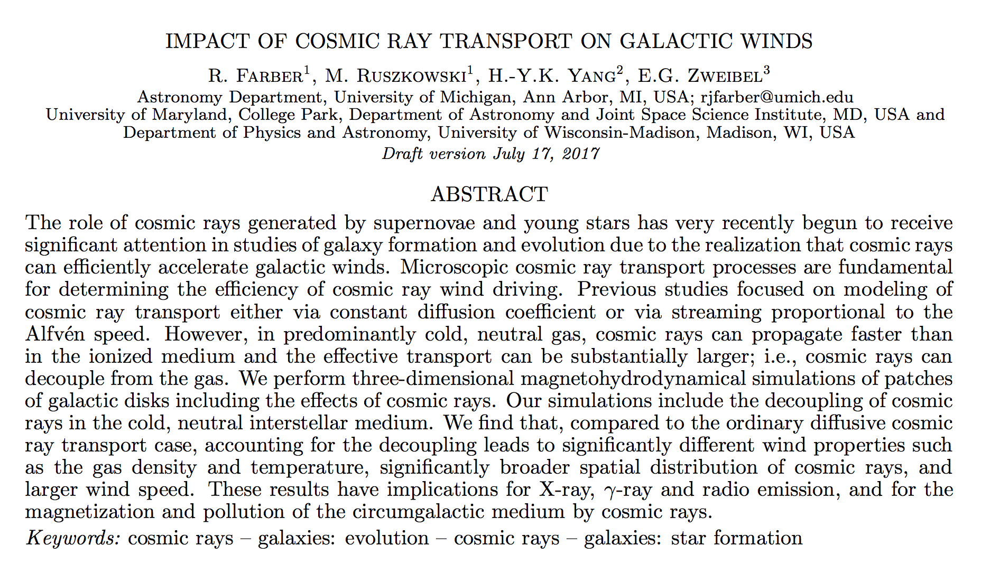 IMPACT OF COSMIC RAY TRANSPORT ON GALACTIC WINDS
R. Farber1, M. Ruszkowski1, H.-Y.K. Yang2, E.G. Zweibel3
Astronomy Department, University of Michigan, Ann Arbor, MI, USA; rjfarber@umich.edu
University of Maryland, College Park, Department of Astronomy and Joint Space Science Institute, MD, USA and
Department of Physics and Astronomy, University of Wisconsin-Madison, Madison, WI, USA
Draft version July 17, 2017
ABSTRACT
The role of cosmic rays generated by supernovae and young stars has very recently begun to receive
significant attention in studies of galaxy formation and evolution due to the realization that cosmic rays
can efficiently accelerate galactic winds. Microscopic cosmic ray transport processes are fundamental
for determining the efficiency of cosmic ray wind driving. Previous studies focused on modeling of
cosmic ray transport either via constant diffusion coefficient or via streaming proportional to the
Alfvén speed. However, in predominantly cold, neutral gas, cosmic rays can propagate faster than
in the ionized medium and the effective transport can be substantially larger; i.e., cosmic rays can
decouple from the gas. We perform three-dimensional magnetohydrodynamical simulations of patches
of galactic disks including the effects of cosmic rays. Our simulations include the decoupling of cosmic
rays in the cold, neutral interstellar medium. We find that, compared to the ordinary diffusive cosmic
ray transport case, accounting for the decoupling leads to significantly different wind properties such
as the gas density and temperature, significantly broader spatial distribution of cosmic rays, and
larger wind speed. These results have implications for X-ray, γ-ray and radio emission, and for the
magnetization and pollution of the circumgalactic medium by cosmic rays.
Keywords: cosmic rays – galaxies: evolution – cosmic rays – galaxies: star formation